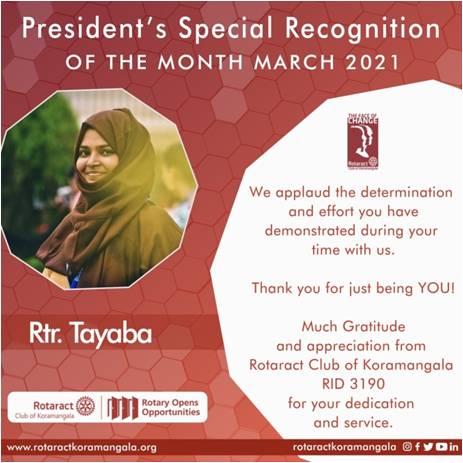 President's Special Recognition
OF THE MONTH MARCH 2021
THE FACE OF
CHANGE
Rotaract
We applaud the determination
and effort you have
demonstrated during your
time with us.
Thank you for just being YOU!
Much Gratitude
and appreciation from
Rotaract Club of Koramangala
RID 3190
for your dedication
and service.
Rtr. Tayaba
Rotaract
Club of Koramangala
Rotary Opens
Opportunities
www.rotaractkoramangala.org
rotaractkoramangala